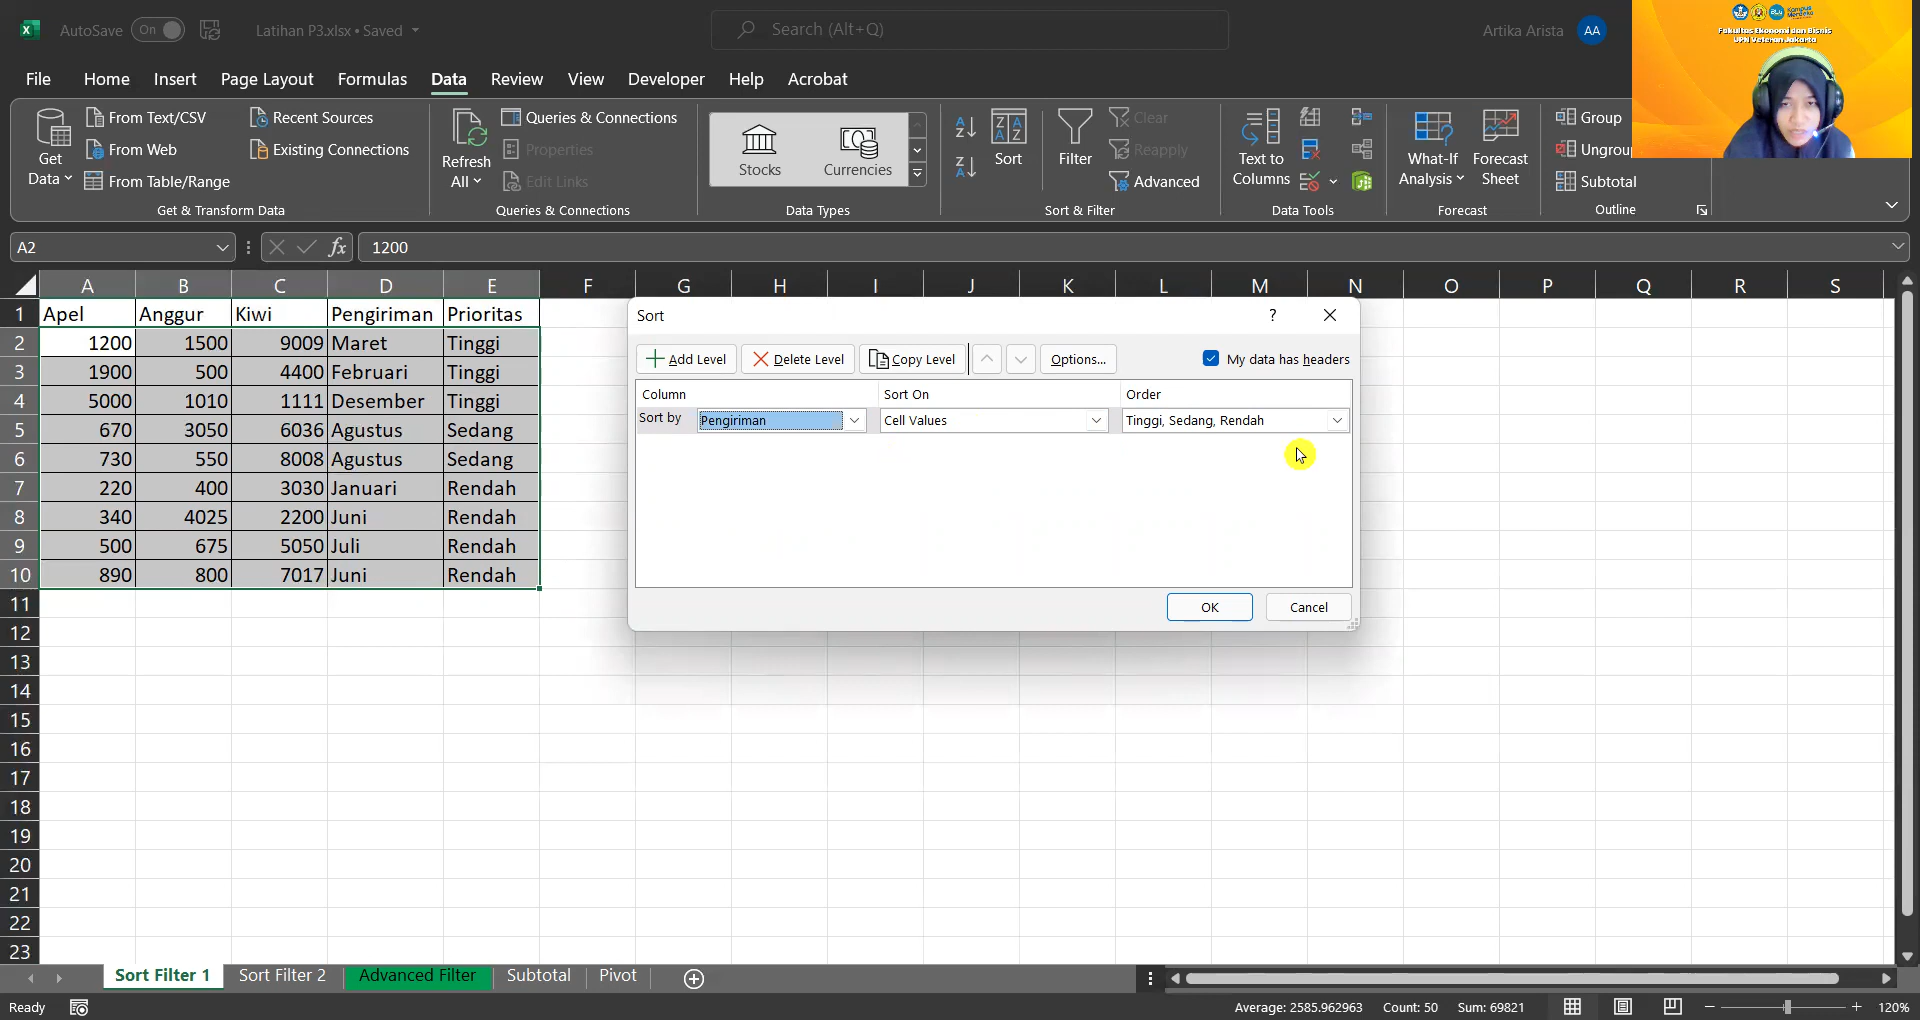 AutoSave On Latihan P3.xlsx • Saved Search (Alt+Q) Artika Arista AA
Kampus Merdeka
Fakultas Ekonomi dan Bisnis
UPN Veteran Jakarta
File Home Insert Page Layout Formulas Data Review View Developer Help Acrobat
Get Data
From Text/CSV
From Web
From Table/Range
Recent Sources
Existing Connections
Get & Transform Data
Refresh All
Queries & Connections
Properties
Edit Links
Queries & Connections
Stocks
Currencies
Data Types
Sort
Filter
Clear
Reapply
Advanced
Sort & Filter
Text to Columns
Data Tools
What-If Analysis
Forecast Sheet
Forecast
Group
Ungroup
Subtotal
Outline
A2 fx 1200
A B C D E F G H I J K L M N O P Q R S
1 Apel Anggur Kiwi Pengiriman Prioritas
2 1200 1500 9009 Maret Tinggi
3 1900 500 4400 Februari Tinggi
4 5000 1010 1111 Desember Tinggi
5 670 3050 6036 Agustus Sedang
6 730 550 8008 Agustus Sedang
7 220 400 3030 Januari Rendah
8 340 4025 2200 Juni Rendah
9 500 675 5050 Juli Rendah
10 890 800 7017 Juni Rendah
11
12
13
14
15
16
17
18
19
20
21
22
23
Sort ?
Add Level Delete Level Copy Level Options... My data has headers
Column Sort On Order
Sort by Pengiriman Cell Values Tinggi, Sedang, Rendah
OK Cancel
Sort Filter 1 Sort Filter 2 Advanced Filter Subtotal Pivot
Ready Average: 2585.962963 Count: 50 Sum: 69821 120%